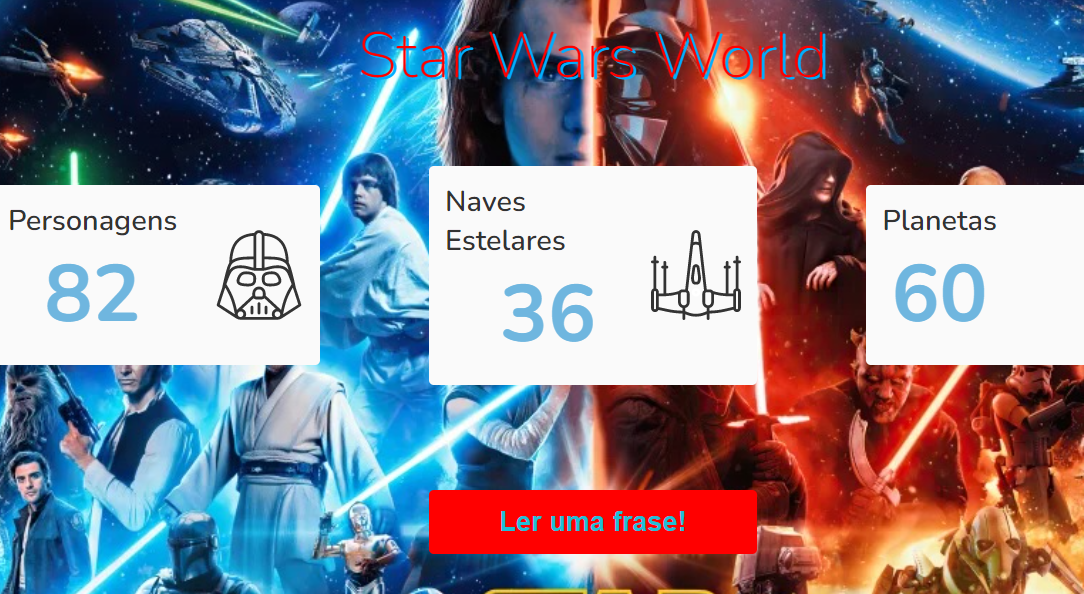 Star Wars World
Personagens
82
Naves
Estelares
36
Planetas
60
Ler uma frase!